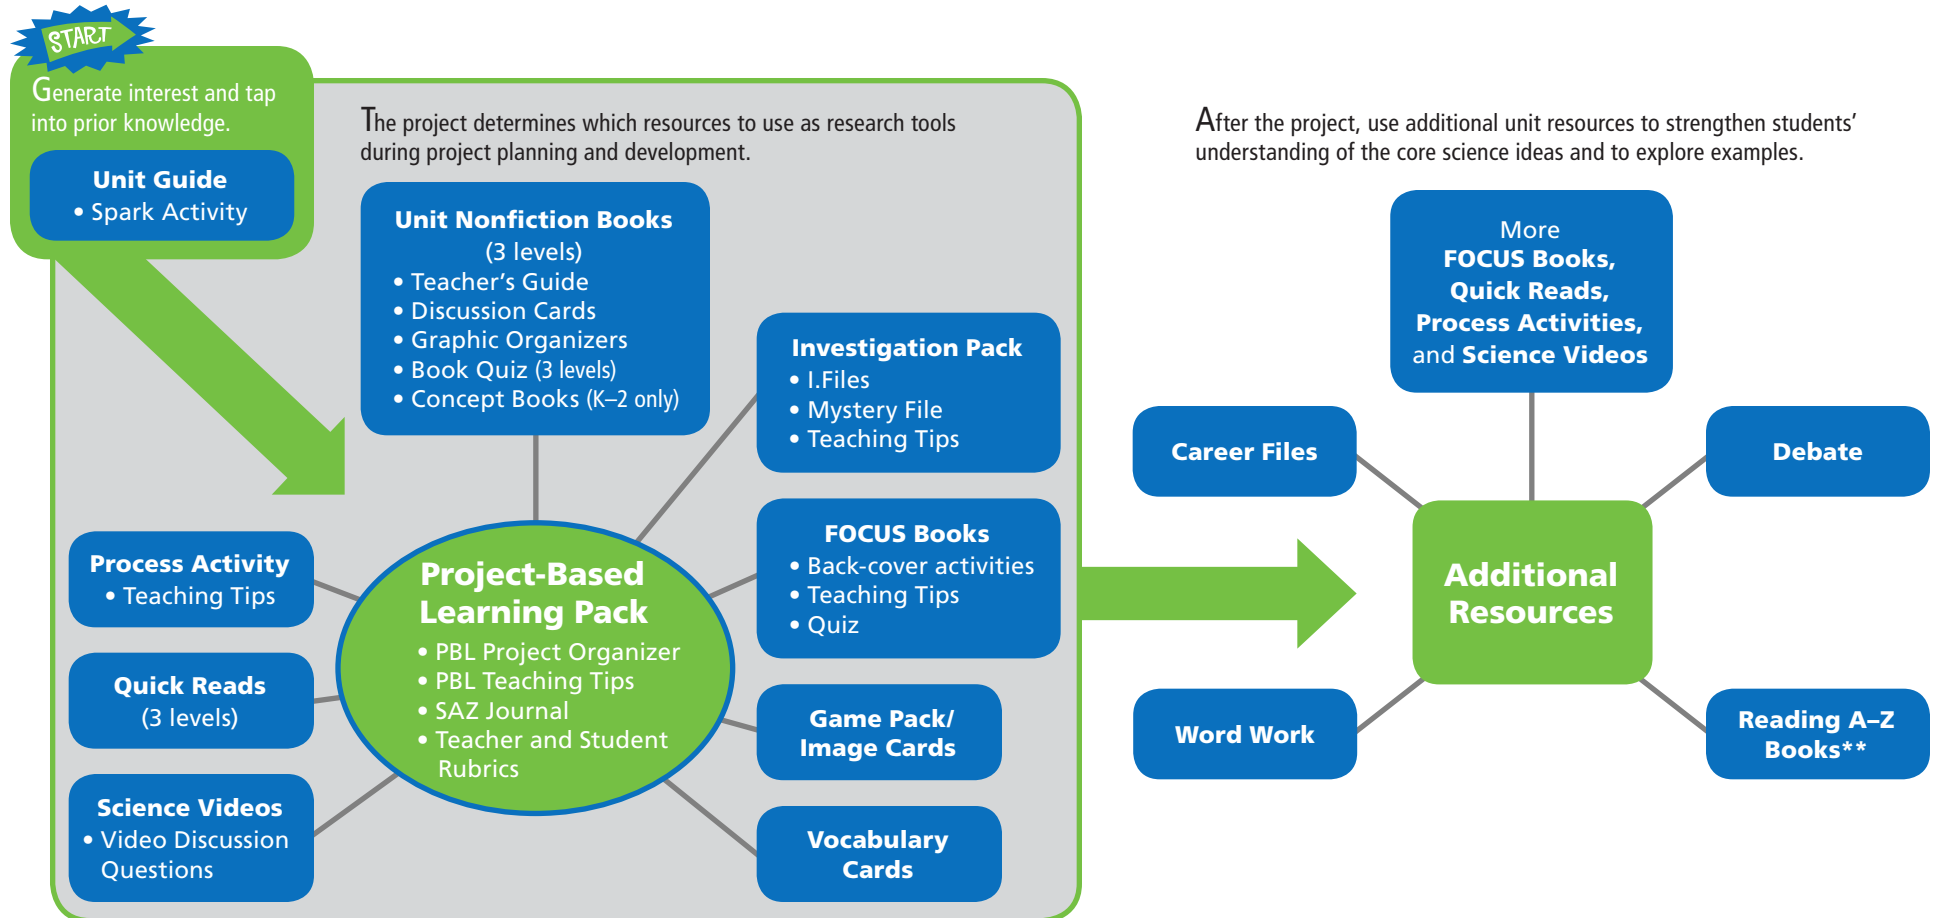 START
Generate interest and tap
into prior knowledge.
Unit Guide
• Spark Activity
The project determines which resources to use as research tools
during project planning and development.
Unit Nonfiction Books
(3 levels)
• Teacher's Guide
• Discussion Cards
• Graphic Organizers
• Book Quiz (3 levels)
• Concept Books (K–2 only)
Investigation Pack
• I.Files
• Mystery File
• Teaching Tips
FOCUS Books
• Back-cover activities
• Teaching Tips
• Quiz
Process Activity
• Teaching Tips
Quick Reads
(3 levels)
Science Videos
• Video Discussion
Questions
Project-Based
Learning Pack
• PBL Project Organizer
• PBL Teaching Tips
• SAZ Journal
• Teacher and Student
Rubrics
Game Pack/
Image Cards
Vocabulary
Cards
After the project, use additional unit resources to strengthen students'
understanding of the core science ideas and to explore examples.
More
FOCUS Books,
Quick Reads,
Process Activities,
and Science Videos
Career Files
Debate
Additional
Resources
Word Work
Reading A–Z
Books**